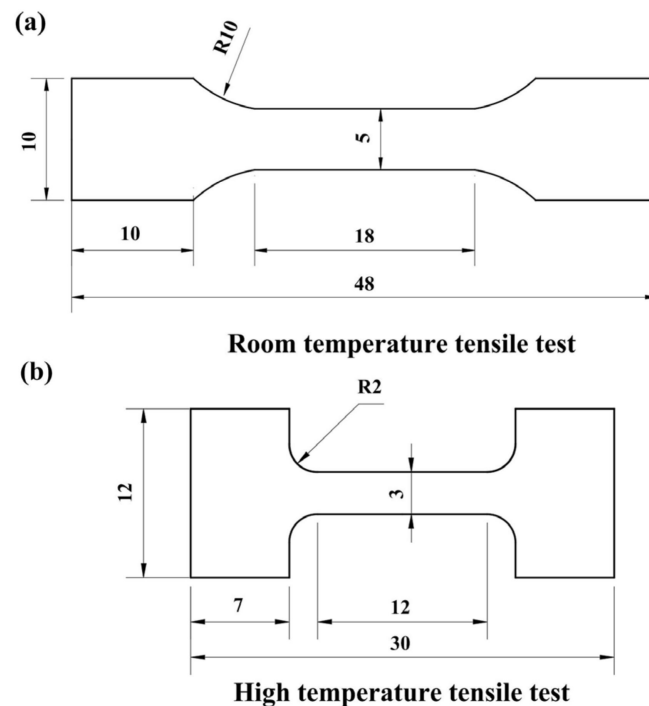 (a)
R10
10
5
10
18
48
Room temperature tensile test
(b)
R2
12
3
7
12
30
High temperature tensile test